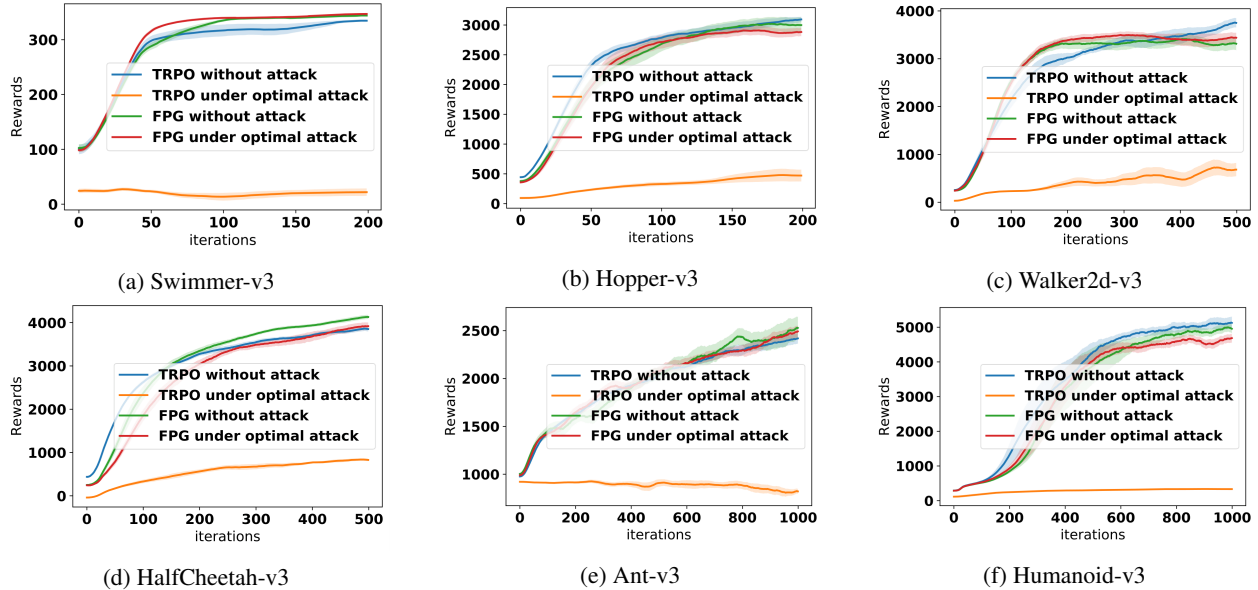 Rewards
300
200
100
0
TRPO without attack
TRPO under optimal attack
FPG without attack
FPG under optimal attack
0 50 100 150 200
iterations
(a) Swimmer-v3
Rewards
3000
2500
2000
1500
1000
500
0
TRPO without attack
TRPO under optimal attack
FPG without attack
FPG under optimal attack
0 50 100 150 200
iterations
(b) Hopper-v3
Rewards
4000
3000
2000
1000
0
TRPO without attack
TRPO under optimal attack
FPG without attack
FPG under optimal attack
0 100 200 300 400 500
iterations
(c) Walker2d-v3
Rewards
4000
3000
2000
1000
0
TRPO without attack
TRPO under optimal attack
FPG without attack
FPG under optimal attack
0 100 200 300 400 500
iterations
(d) HalfCheetah-v3
Rewards
2500
2000
1500
1000
TRPO without attack
TRPO under optimal attack
FPG without attack
FPG under optimal attack
0 200 400 600 800 1000
iterations
(e) Ant-v3
Rewards
5000
4000
3000
2000
1000
0
TRPO without attack
TRPO under optimal attack
FPG without attack
FPG under optimal attack
0 200 400 600 800 1000
iterations
(f) Humanoid-v3